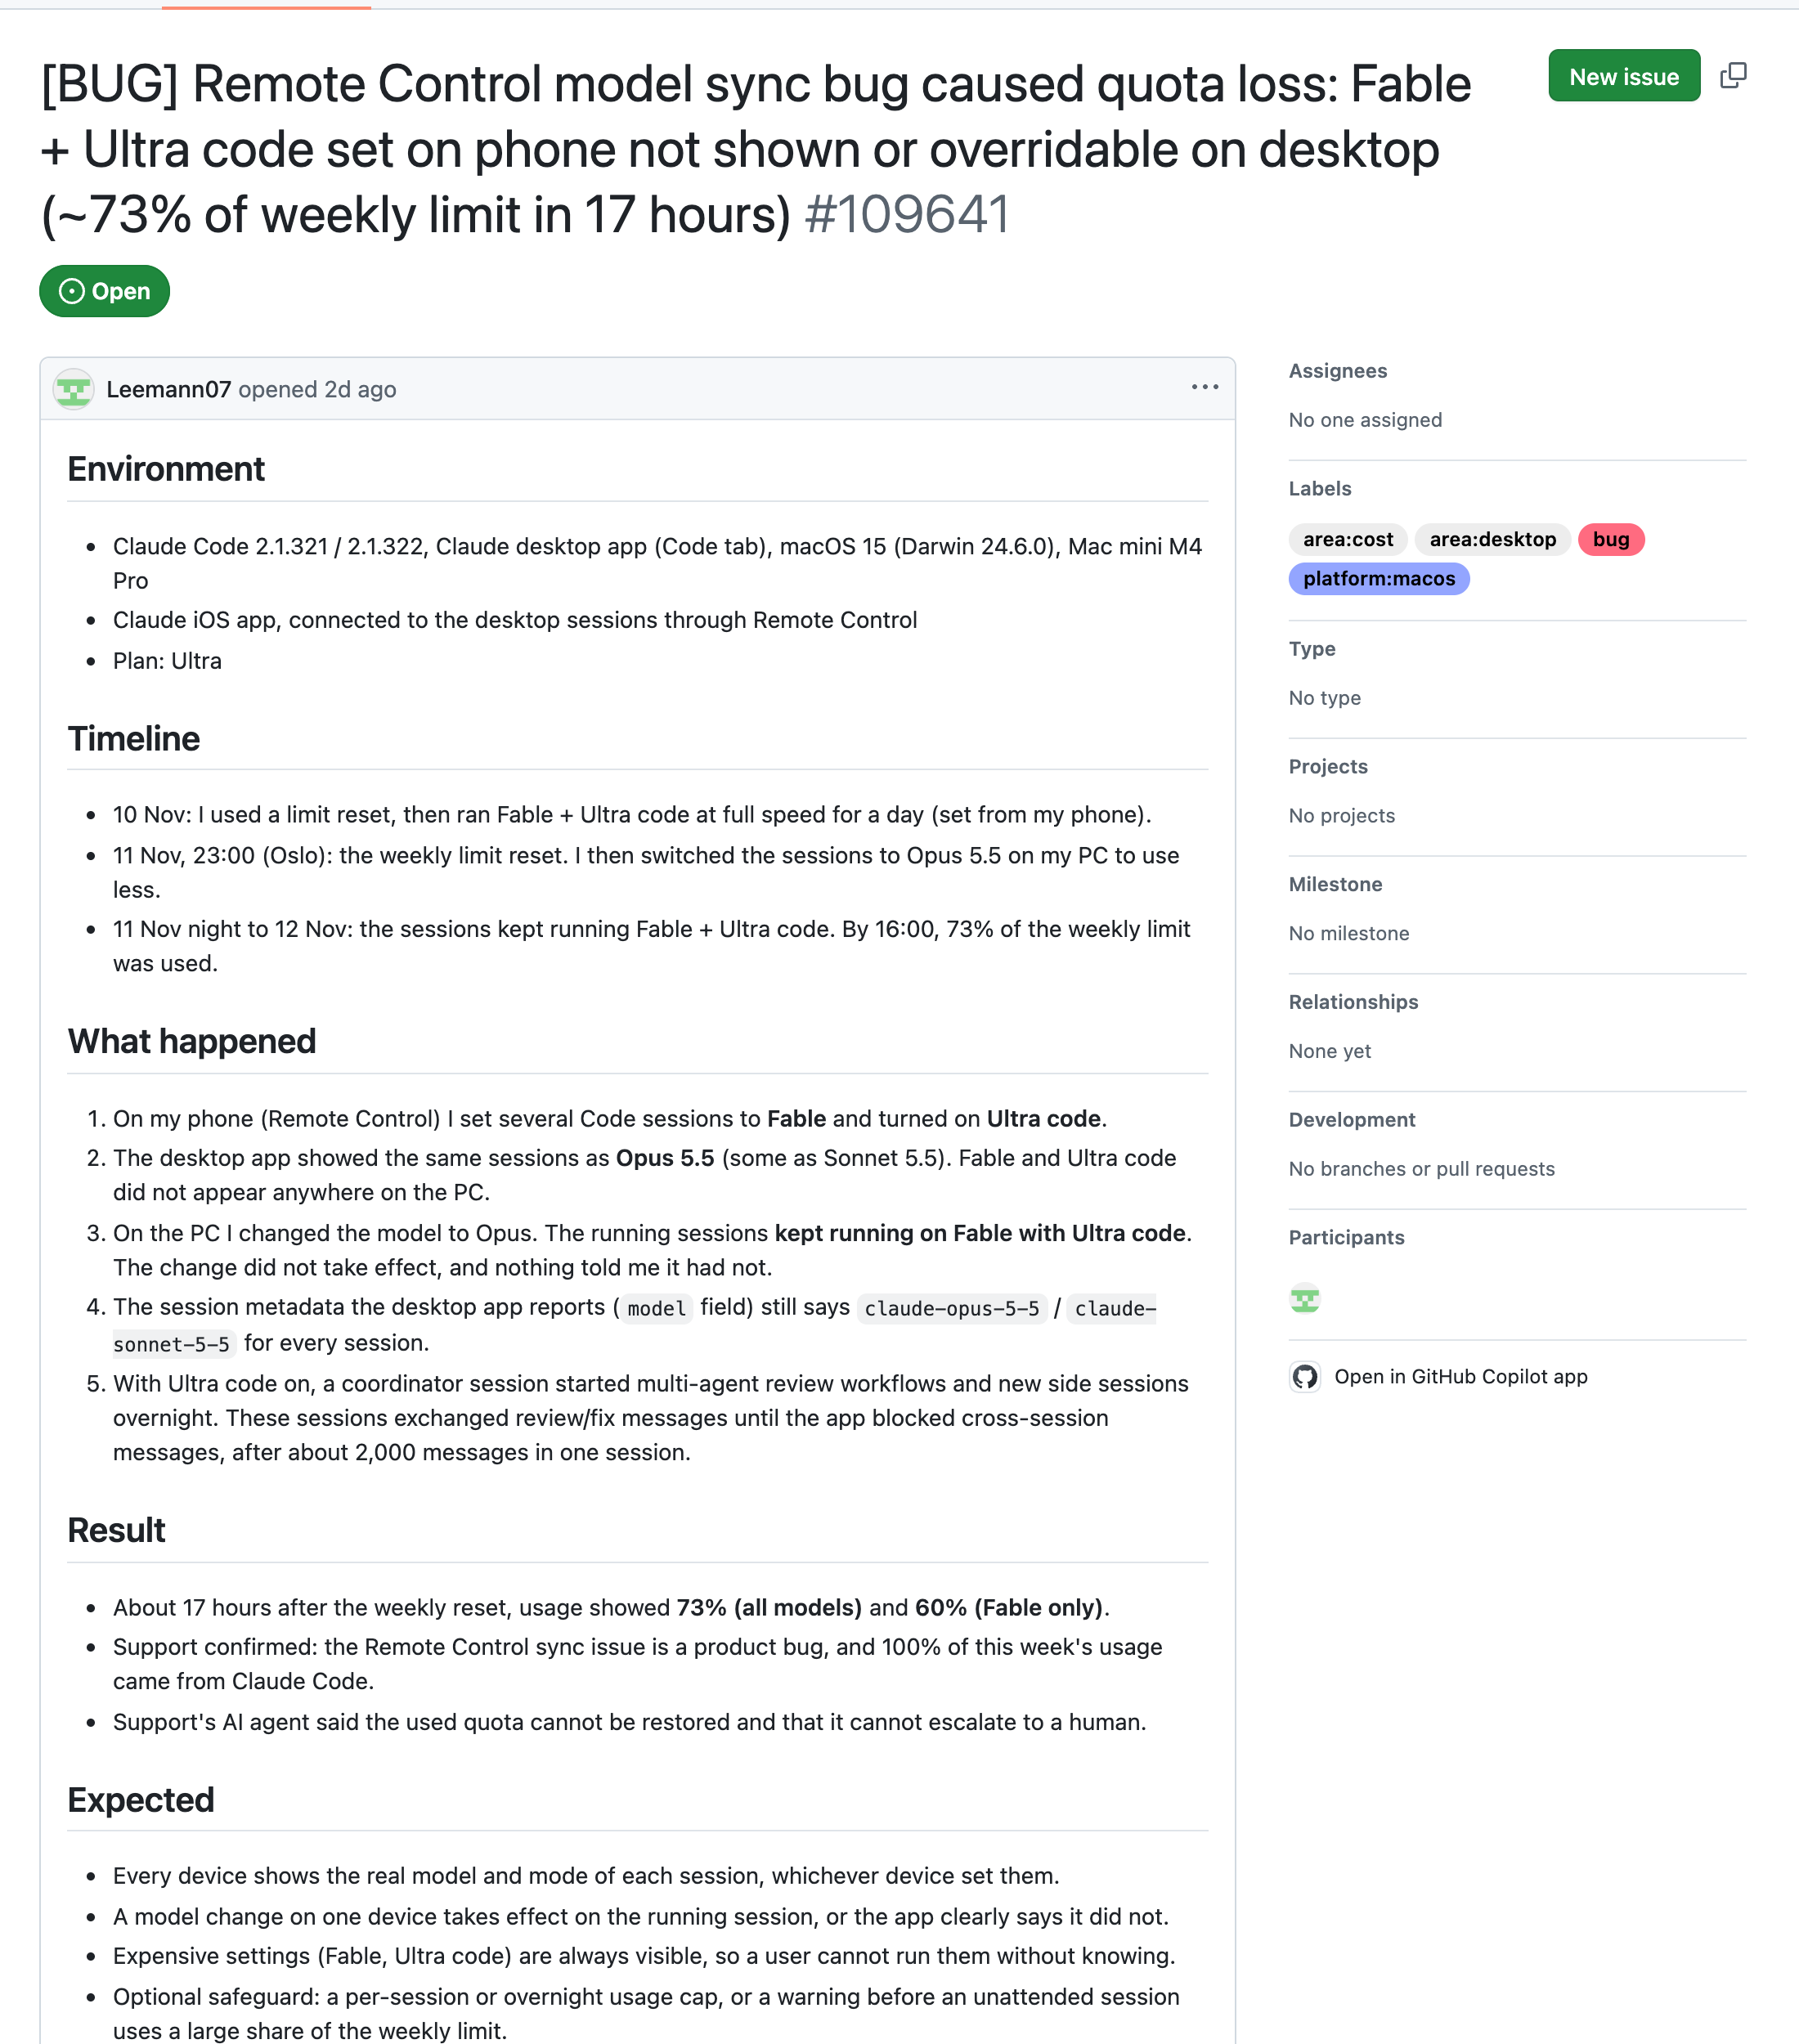 [BUG] Remote Control model sync bug caused quota loss: Fable
+ Ultra code set on phone not shown or overridable on desktop
(~73% of weekly limit in 17 hours) #109641
New issue
Open
Leemann07 opened 2d ago
Environment
Claude Code 2.1.321 / 2.1.322, Claude desktop app (Code tab), macOS 15 (Darwin 24.6.0), Mac mini M4
Pro
Claude iOS app, connected to the desktop sessions through Remote Control
Plan: Ultra
Timeline
10 Nov: I used a limit reset, then ran Fable + Ultra code at full speed for a day (set from my phone).
11 Nov, 23:00 (Oslo): the weekly limit reset. I then switched the sessions to Opus 5.5 on my PC to use
less.
11 Nov night to 12 Nov: the sessions kept running Fable + Ultra code. By 16:00, 73% of the weekly limit
was used.
What happened
1. On my phone (Remote Control) I set several Code sessions to Fable and turned on Ultra code.
2. The desktop app showed the same sessions as Opus 5.5 (some as Sonnet 5.5). Fable and Ultra code
did not appear anywhere on the PC.
3. On the PC I changed the model to Opus. The running sessions kept running on Fable with Ultra code.
The change did not take effect, and nothing told me it had not.
4. The session metadata the desktop app reports (model field) still says claude-opus-5-5 / claude-
sonnet-5-5 for every session.
5. With Ultra code on, a coordinator session started multi-agent review workflows and new side sessions
overnight. These sessions exchanged review/fix messages until the app blocked cross-session
messages, after about 2,000 messages in one session.
Result
About 17 hours after the weekly reset, usage showed 73% (all models) and 60% (Fable only).
Support confirmed: the Remote Control sync issue is a product bug, and 100% of this week's usage
came from Claude Code.
Support's AI agent said the used quota cannot be restored and that it cannot escalate to a human.
Expected
Every device shows the real model and mode of each session, whichever device set them.
A model change on one device takes effect on the running session, or the app clearly says it did not.
Expensive settings (Fable, Ultra code) are always visible, so a user cannot run them without knowing.
Optional safeguard: a per-session or overnight usage cap, or a warning before an unattended session
uses a large share of the weekly limit.
Assignees
No one assigned
Labels
area:cost area:desktop bug
platform:macos
Type
No type
Projects
No projects
Milestone
No milestone
Relationships
None yet
Development
No branches or pull requests
Participants
Open in GitHub Copilot app